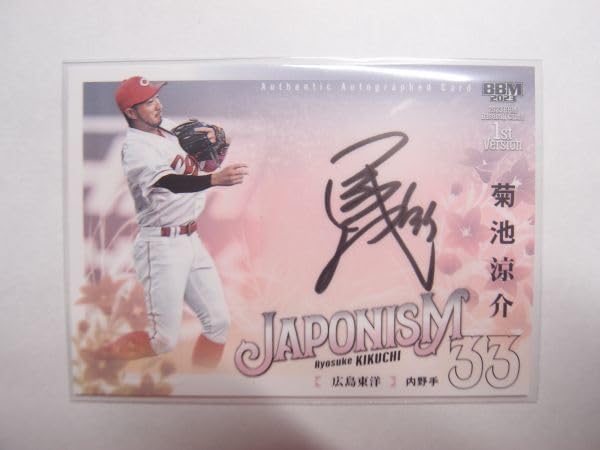 Authentic Autographed Card
BBM
2023
1st
VERSION
菊池涼介
JAPONISM
Ryosuke KIKUCHI
33
【 広島東洋 】 内野手